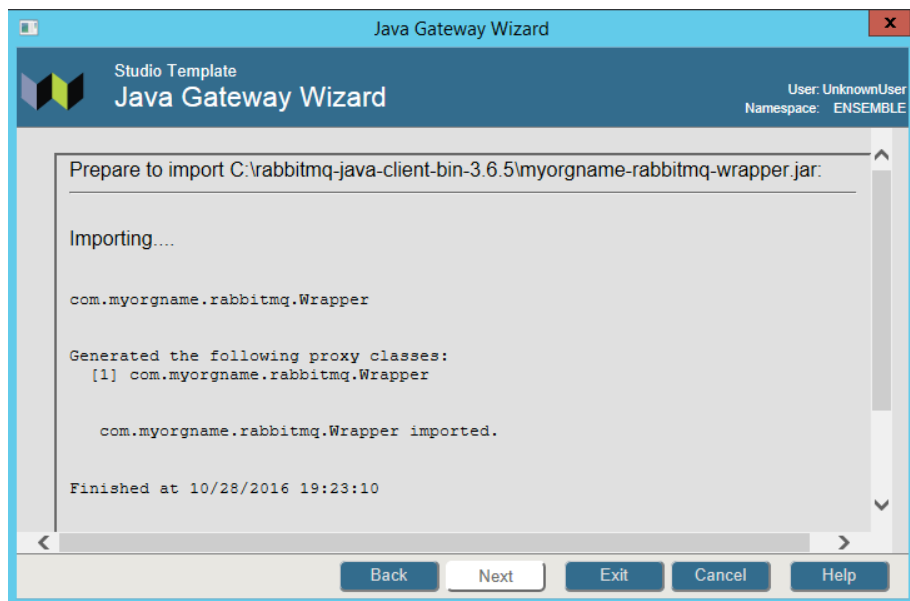 Java Gateway Wizard
x
Studio Template
Java Gateway Wizard
User: UnknownUser
Namespace: ENSEMBLE
Prepare to import C:\rabbitmq-java-client-bin-3.6.5\myorgname-rabbitmq-wrapper.jar:
Importing....
com.myorgname.rabbitmq.Wrapper
Generated the following proxy classes:
[1] com.myorgname.rabbitmq.Wrapper
com.myorgname.rabbitmq.Wrapper imported.
Finished at 10/28/2016 19:23:10
Back Next Exit Cancel Help